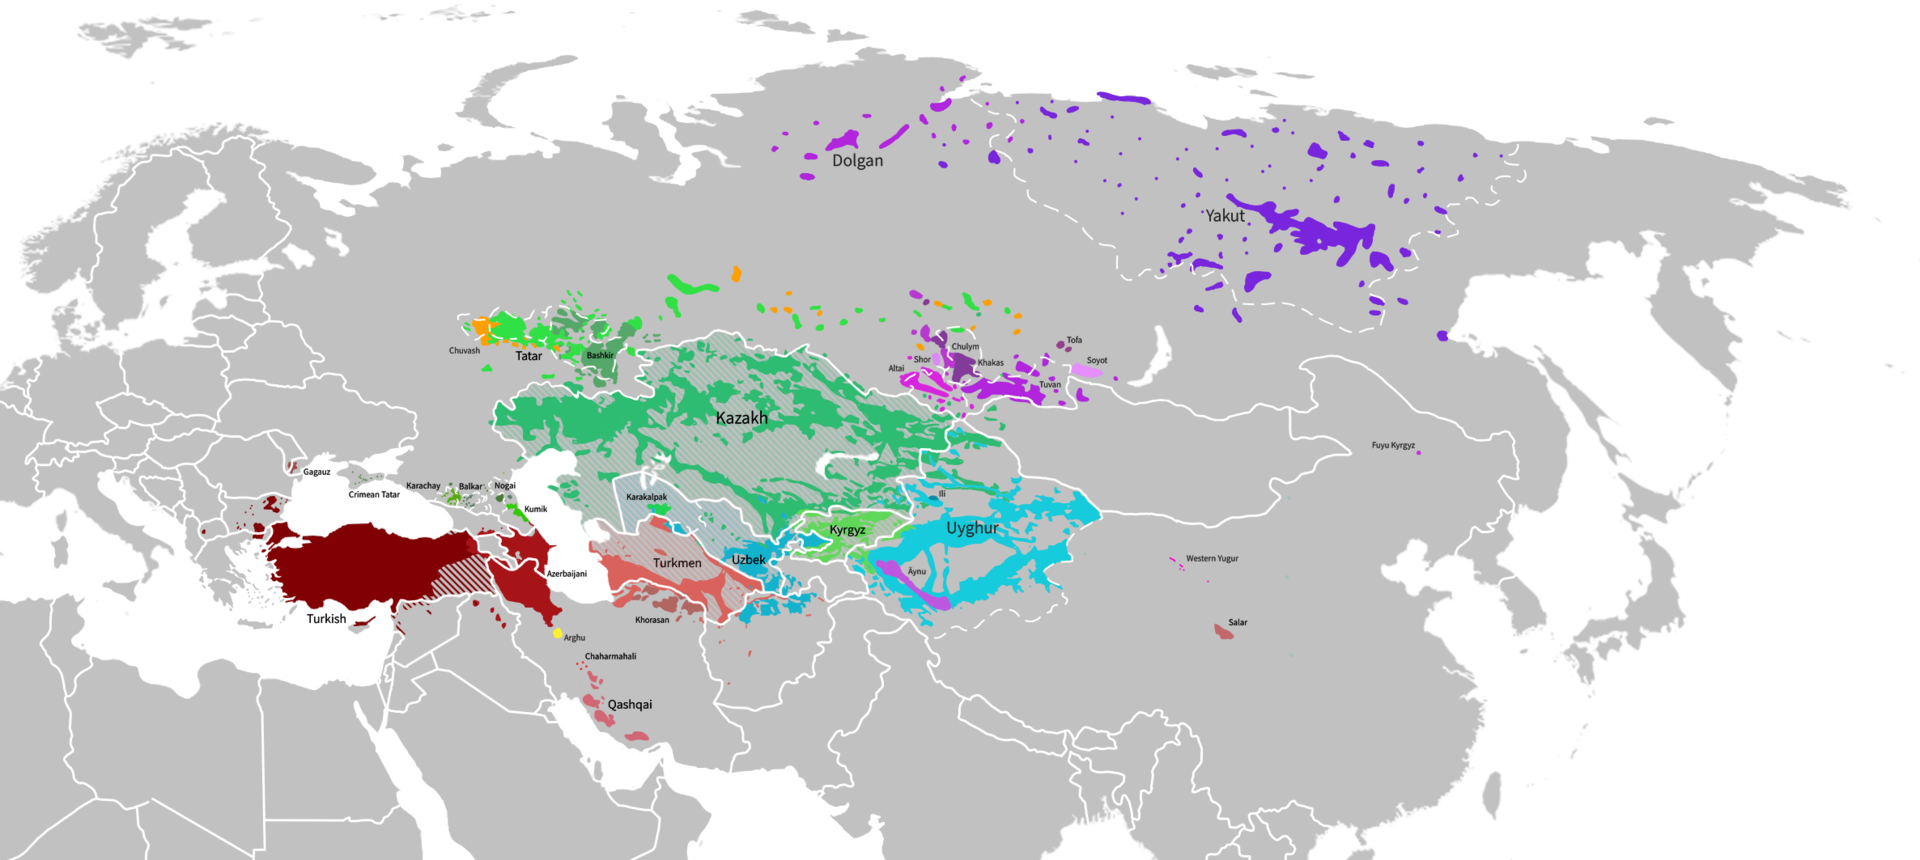 Dolgan
Yakut
Chuvash
Tatar
Bashkir
Chulym
Tofa
Shor
Khakas
Soyot
Altai
Tuvan
Kazakh
Fuyu Kyrgyz
Gagauz
Crimean Tatar
Karachay
Balkar
Nogai
Kumik
Karakalpak
Ili
Kyrgyz
Uyghur
Uzbek
Turkmen
Azerbaijani
Äynu
Western Yugur
Turkish
Khorasan
Salar
Arghu
Chaharmahali
Qashqai